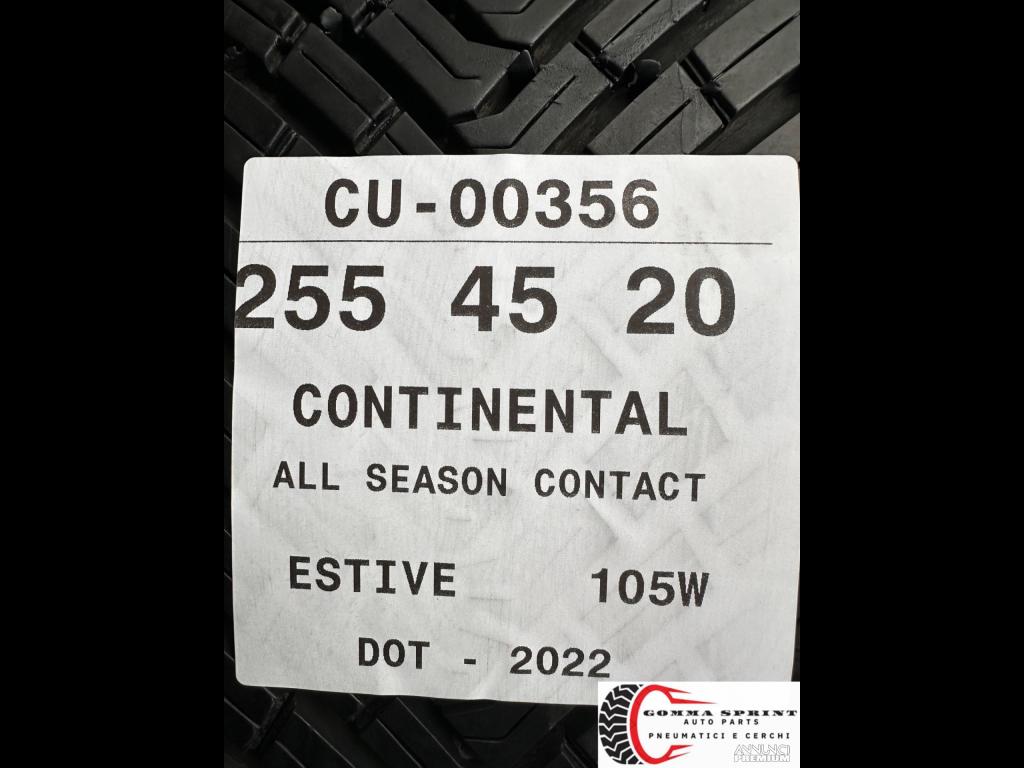 CU-00356
255 45 20
CONTINENTAL
ALL SEASON CONTACT
ESTIVE 105W
DOT - 2022
GOMMA SPRINT
AUTO PARTS
PNEUMATICI E CERCHI
ANNUNCI
PREMIUM